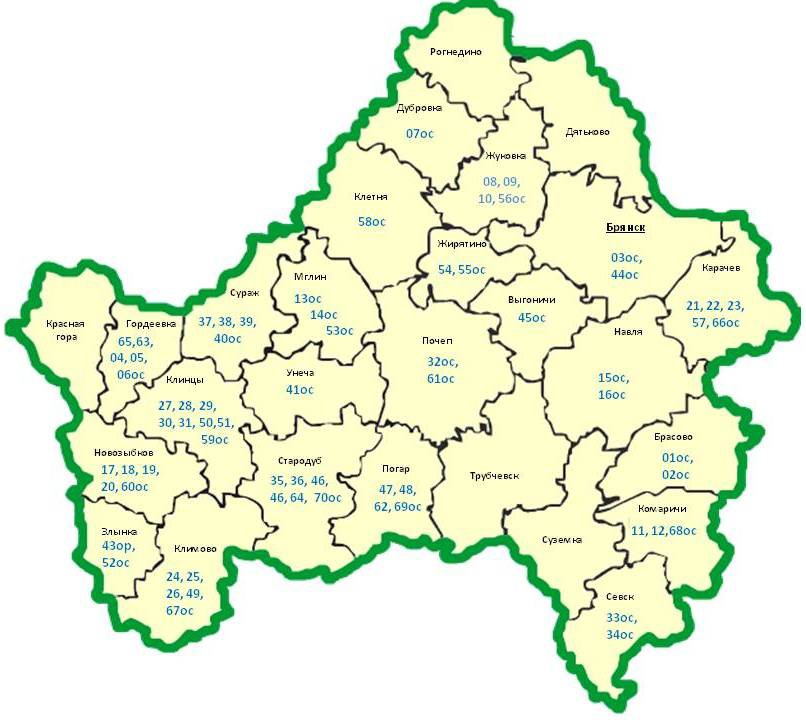 Рогнедино
Дубровка
07ос
Дятьково
Жуковка
08, 09,
10, 56ос
Клетня
58ос
Брянск
03ос,
44ос
Жирятино
54, 55ос
Карачев
21, 22, 23,
57, 66ос
Мглин
13ос
14ос
53ос
Сураж
37, 38, 39,
40ос
Выгоничи
45ос
Красная
гора
Гордеевка
65,63,
04, 05,
06ос
Навля
15ос,
16ос
Почеп
32ос,
61ос
Унеча
41ос
Клинцы
27, 28, 29,
30, 31, 50,51,
59ос
Брасово
01ос,
02ос
Новозыбков
17, 18, 19,
20, 60ос
Стародуб
35, 36, 46,
46, 64, 70ос
Погар
47, 48,
62, 69ос
Трубчевск
Комаричи
11, 12,68ос
Злынка
43ор,
52ос
Климово
24, 25,
26, 49,
67ос
Суземка
Севск
33ос,
34ос